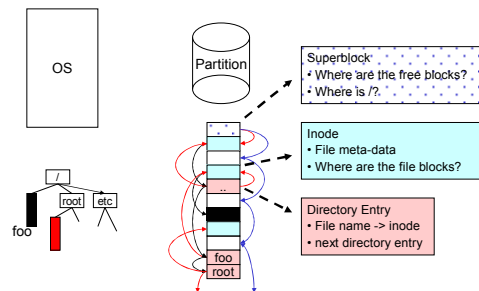 OS
Partition
Superblock
• Where are the free blocks?
• Where is /?
Inode
• File meta-data
• Where are the file blocks?
/
root
etc
foo
..
Directory Entry
• File name -> inode
• next directory entry
foo
root